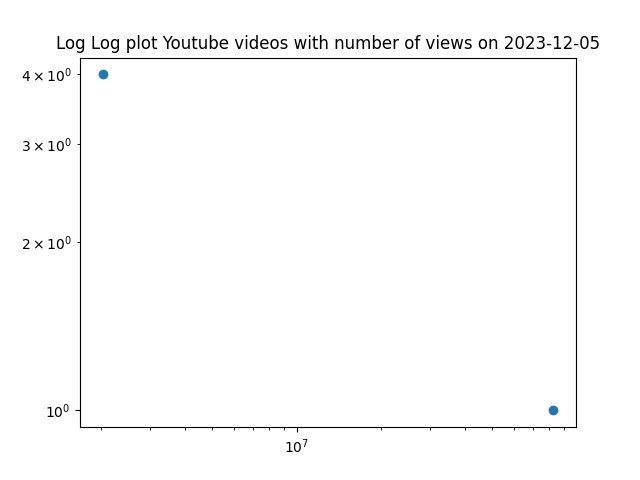 Log Log plot Youtube videos with number of views on 2023-12-05
4 × 10⁰
3 × 10⁰
2 × 10⁰
10⁰
10⁷